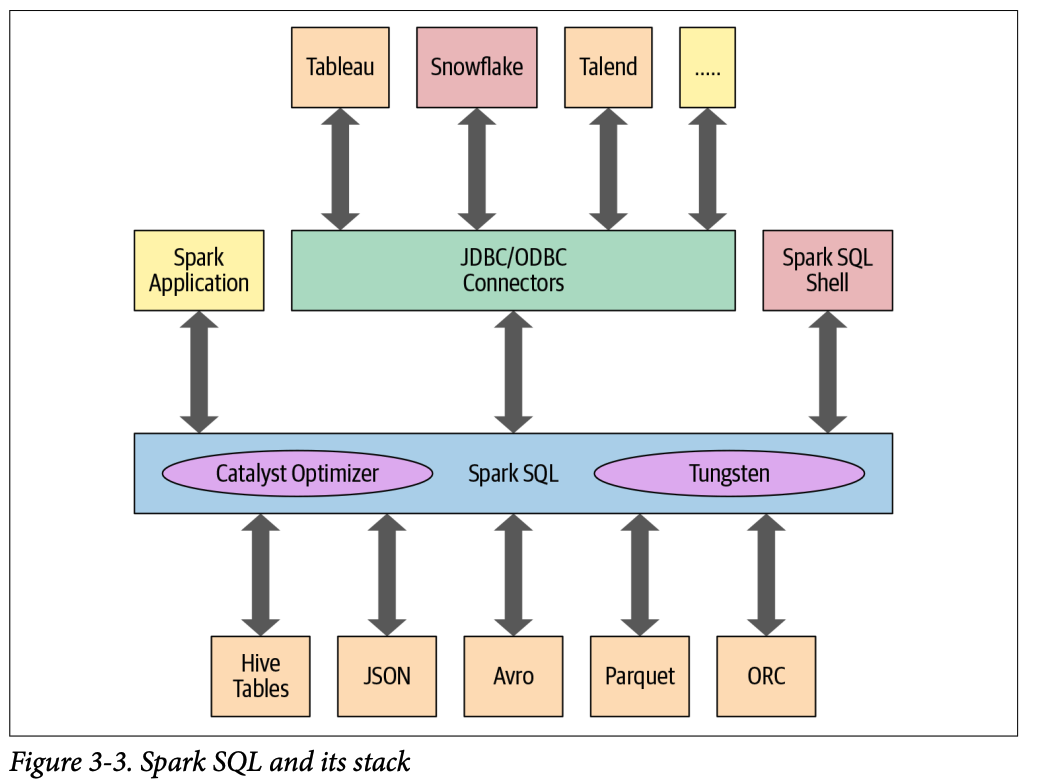 Tableau
Snowflake
Talend
.....
Spark
Application
JDBC/ODBC
Connectors
Spark SQL
Shell
Catalyst Optimizer
Spark SQL
Tungsten
Hive
Tables
JSON
Avro
Parquet
ORC
Figure 3-3. Spark SQL and its stack